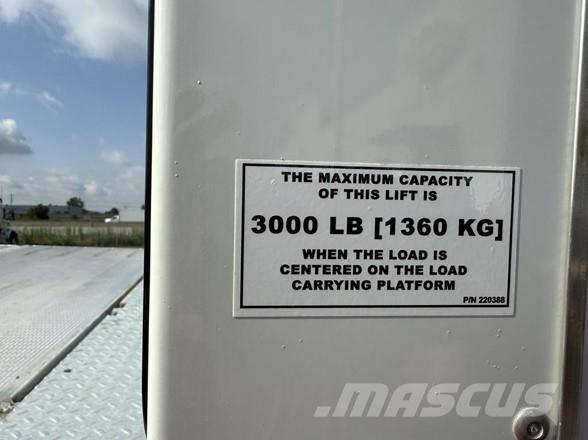 THE MAXIMUM CAPACITY
OF THIS LIFT IS
3000 LB [1360 KG]
WHEN THE LOAD IS
CENTERED ON THE LOAD
CARRYING PLATFORM
P/N 220388
MASCUS